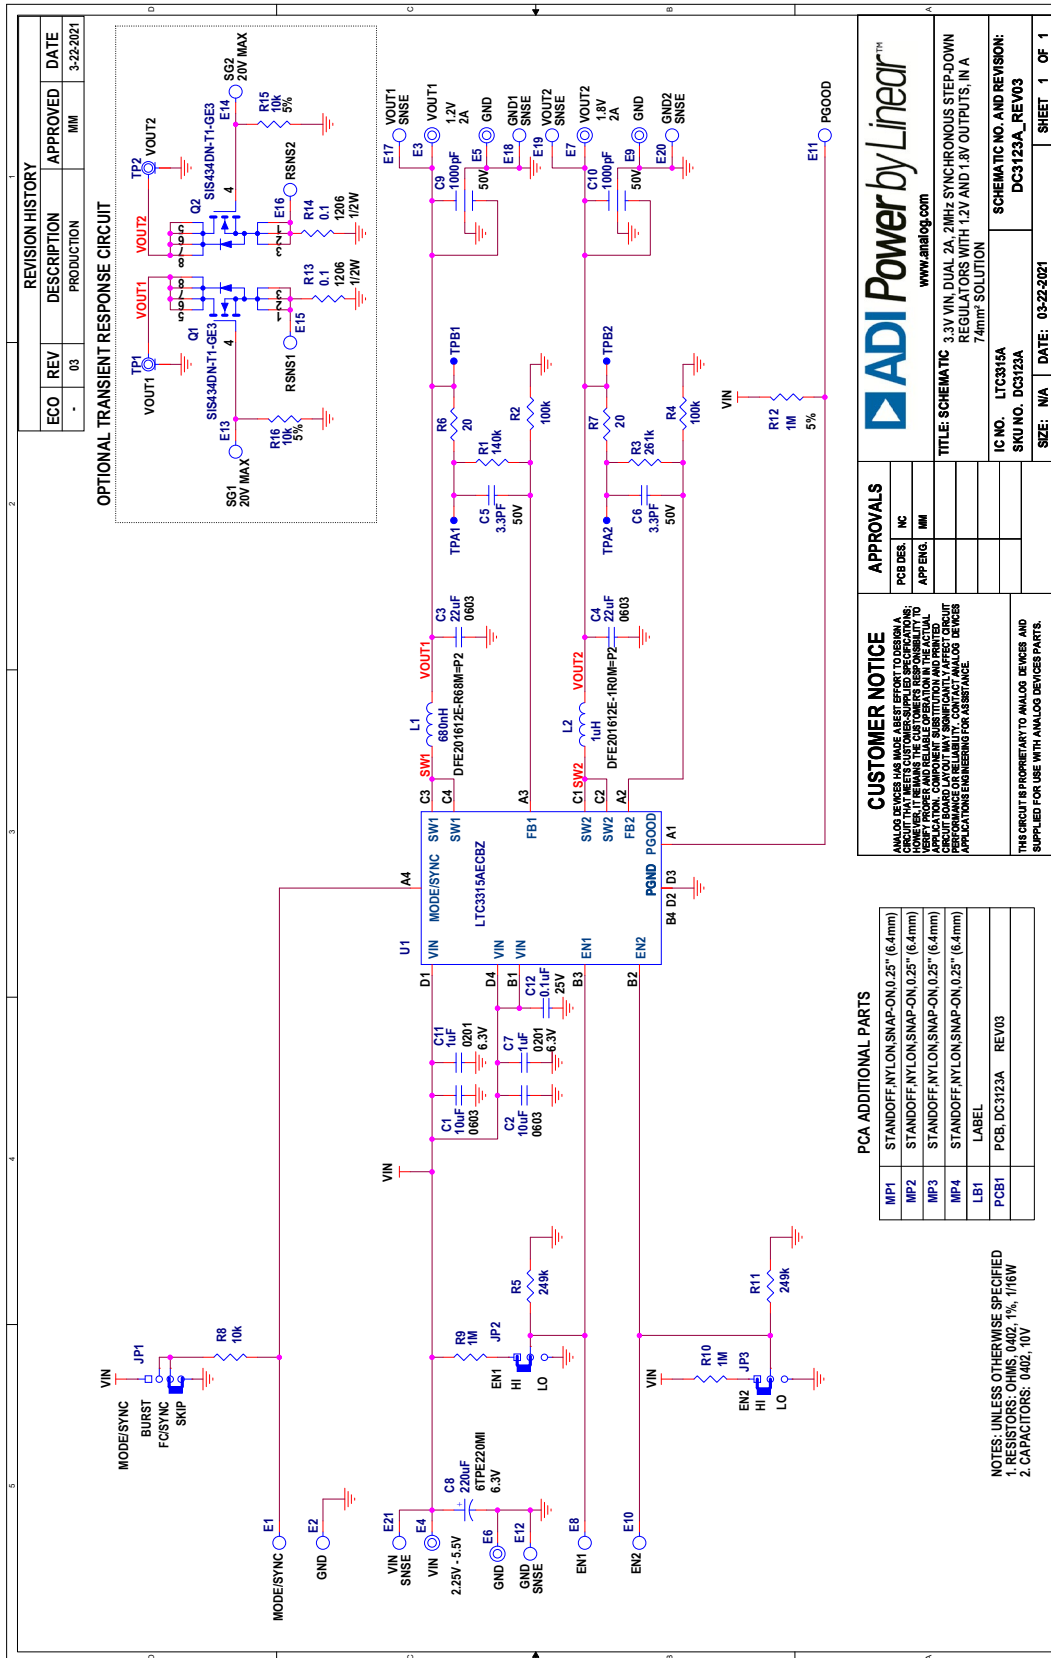 REVISION HISTORY
ECO REV DESCRIPTION APPROVED DATE
- 03 PRODUCTION MM 3-22-2021
OPTIONAL TRANSIENT RESPONSE CIRCUIT
TP1
VOUT1
VOUT1
VOUT2
TP2
VOUT2
Q1
SIS434DN-T1-GE3
Q2
SIS434DN-T1-GE3
5 6 7 8
4
1 2 3
8 7 6 5
4
3 2 1
SG1
20V MAX
E13
R16
10k
5%
E15
RSNS1
R13
0.1
1206
1/2W
E16
RSNS2
R14
0.1
1206
1/2W
SG2
20V MAX
E14
R15
10k
5%
MODE/SYNC
VIN
JP1
BURST
FC/SYNC
SKIP
R8
10k
E1
MODE/SYNC
E2
GND
VIN
SNSE
E21
E4
VIN
2.25V - 5.5V
C8
220uF
6TPE220MI
6.3V
+
E6
GND
E12
GND
SNSE
E8
EN1
E10
EN2
R9
1M
JP2
EN1
HI
LO
R5
249k
VIN
R10
1M
JP3
EN2
HI
LO
R11
249k
VIN
C1
10uF
0603
C11
1uF
0201
6.3V
C2
10uF
0603
C7
1uF
0201
6.3V
C12
0.1uF
25V
U1
LTC3315AECBZ
D1 VIN
D4 VIN
B1 VIN
B3 EN1
B2 EN2
A4 MODE/SYNC
C3 SW1
C4 SW1
A3 FB1
C1 SW2
C2 SW2
A2 FB2
PGOOD A1
PGND
B4 D2 D3
SW1
L1
680nH
DFE201612E-R68M=P2
VOUT1
C3
22uF
0603
SW2
L2
1uH
DFE201612E-1R0M=P2
VOUT2
C4
22uF
0603
TPA1
C5
3.3PF
50V
R6
20
R1
140k
TPB1
R2
100k
TPA2
C6
3.3PF
50V
R7
20
R3
261k
TPB2
R4
100k
VIN
R12
1M
5%
E11
PGOOD
E17
VOUT1
SNSE
E3
VOUT1
1.2V
2A
C9
1000pF
50V
E5
GND
E18
GND1
SNSE
E19
VOUT2
SNSE
E7
VOUT2
1.8V
2A
C10
1000pF
50V
E9
GND
E20
GND2
SNSE
NOTES: UNLESS OTHERWISE SPECIFIED
1. RESISTORS: OHMS, 0402, 1%, 1/16W
2. CAPACITORS: 0402, 10V
PCA ADDITIONAL PARTS
MP1 STANDOFF,NYLON,SNAP-ON,0.25" (6.4mm)
MP2 STANDOFF,NYLON,SNAP-ON,0.25" (6.4mm)
MP3 STANDOFF,NYLON,SNAP-ON,0.25" (6.4mm)
MP4 STANDOFF,NYLON,SNAP-ON,0.25" (6.4mm)
LB1 LABEL
PCB1 PCB, DC3123A REV03
CUSTOMER NOTICE
ANALOG DEVICES HAS MADE A BEST EFFORT TO DESIGN A
CIRCUIT THAT MEETS CUSTOMER-SUPPLIED SPECIFICATIONS;
HOWEVER, IT REMAINS THE CUSTOMER'S RESPONSIBILITY TO
VERIFY PROPER AND RELIABLE OPERATION IN THE ACTUAL
APPLICATION. COMPONENT SUBSTITUTION AND PRINTED
CIRCUIT BOARD LAYOUT MAY SIGNIFICANTLY AFFECT CIRCUIT
PERFORMANCE OR RELIABILITY. CONTACT ANALOG DEVICES
APPLICATIONS ENGINEERING FOR ASSISTANCE.
THIS CIRCUIT IS PROPRIETARY TO ANALOG DEVICES AND
SUPPLIED FOR USE WITH ANALOG DEVICES PARTS.
APPROVALS
PCB DES. NC
APP ENG. MM
ADI Power by Linear™
www.analog.com
TITLE: SCHEMATIC 3.3V VIN, DUAL 2A, 2MHz SYNCHRONOUS STEP-DOWN
REGULATORS WITH 1.2V AND 1.8V OUTPUTS, IN A
74mm² SOLUTION
IC NO. LTC3315A
SKU NO. DC3123A
SCHEMATIC NO. AND REVISION:
DC3123A_REV03
SIZE: N/A DATE: 03-22-2021 SHEET 1 OF 1
5 4 3 2 1
D C B A